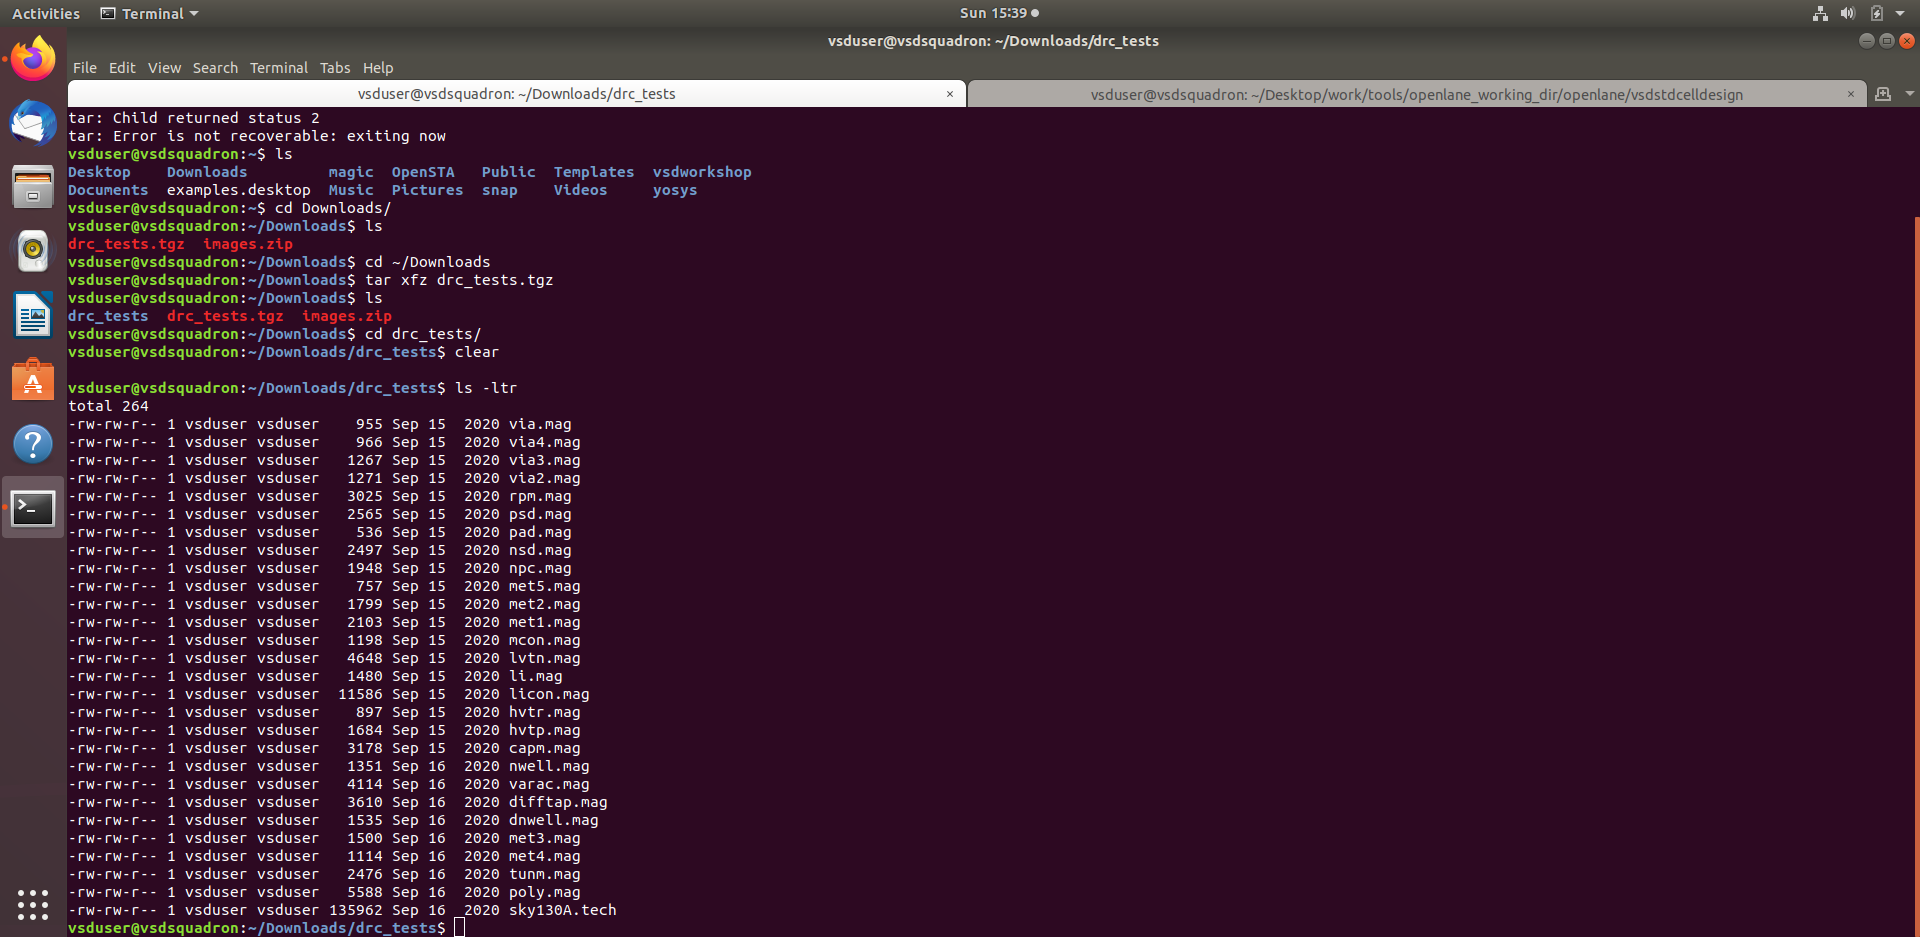 Activities Terminal Sun 15:39
vsduser@vsdsquadron: ~/Downloads/drc_tests
File Edit View Search Terminal Tabs Help
vsduser@vsdsquadron: ~/Downloads/drc_tests × vsduser@vsdsquadron: ~/Desktop/work/tools/openlane_working_dir/openlane/vsdstdcelldesign ×
tar: Child returned status 2
tar: Error is not recoverable: exiting now
vsduser@vsdsquadron:~$ ls
Desktop    Downloads         magic  OpenSTA   Public  Templates  vsdworkshop
Documents  examples.desktop  Music  Pictures  snap    Videos     yosys
vsduser@vsdsquadron:~$ cd Downloads/
vsduser@vsdsquadron:~/Downloads$ ls
drc_tests.tgz  images.zip
vsduser@vsdsquadron:~/Downloads$ cd ~/Downloads
vsduser@vsdsquadron:~/Downloads$ tar xfz drc_tests.tgz
vsduser@vsdsquadron:~/Downloads$ ls
drc_tests  drc_tests.tgz  images.zip
vsduser@vsdsquadron:~/Downloads$ cd drc_tests/
vsduser@vsdsquadron:~/Downloads/drc_tests$ clear
vsduser@vsdsquadron:~/Downloads/drc_tests$ ls -ltr
total 264
-rw-rw-r-- 1 vsduser vsduser    955 Sep 15  2020 via.mag
-rw-rw-r-- 1 vsduser vsduser    966 Sep 15  2020 via4.mag
-rw-rw-r-- 1 vsduser vsduser   1267 Sep 15  2020 via3.mag
-rw-rw-r-- 1 vsduser vsduser   1271 Sep 15  2020 via2.mag
-rw-rw-r-- 1 vsduser vsduser   3025 Sep 15  2020 rpm.mag
-rw-rw-r-- 1 vsduser vsduser   2565 Sep 15  2020 psd.mag
-rw-rw-r-- 1 vsduser vsduser    536 Sep 15  2020 pad.mag
-rw-rw-r-- 1 vsduser vsduser   2497 Sep 15  2020 nsd.mag
-rw-rw-r-- 1 vsduser vsduser   1948 Sep 15  2020 npc.mag
-rw-rw-r-- 1 vsduser vsduser    757 Sep 15  2020 met5.mag
-rw-rw-r-- 1 vsduser vsduser   1799 Sep 15  2020 met2.mag
-rw-rw-r-- 1 vsduser vsduser   2103 Sep 15  2020 met1.mag
-rw-rw-r-- 1 vsduser vsduser   1198 Sep 15  2020 mcon.mag
-rw-rw-r-- 1 vsduser vsduser   4648 Sep 15  2020 lvtn.mag
-rw-rw-r-- 1 vsduser vsduser   1480 Sep 15  2020 li.mag
-rw-rw-r-- 1 vsduser vsduser  11586 Sep 15  2020 licon.mag
-rw-rw-r-- 1 vsduser vsduser    897 Sep 15  2020 hvtr.mag
-rw-rw-r-- 1 vsduser vsduser   1684 Sep 15  2020 hvtp.mag
-rw-rw-r-- 1 vsduser vsduser   3178 Sep 15  2020 capm.mag
-rw-rw-r-- 1 vsduser vsduser   1351 Sep 16  2020 nwell.mag
-rw-rw-r-- 1 vsduser vsduser   4114 Sep 16  2020 varac.mag
-rw-rw-r-- 1 vsduser vsduser   3610 Sep 16  2020 difftap.mag
-rw-rw-r-- 1 vsduser vsduser   1535 Sep 16  2020 dnwell.mag
-rw-rw-r-- 1 vsduser vsduser   1500 Sep 16  2020 met3.mag
-rw-rw-r-- 1 vsduser vsduser   1114 Sep 16  2020 met4.mag
-rw-rw-r-- 1 vsduser vsduser   2476 Sep 16  2020 tunm.mag
-rw-rw-r-- 1 vsduser vsduser   5588 Sep 16  2020 poly.mag
-rw-rw-r-- 1 vsduser vsduser 135962 Sep 16  2020 sky130A.tech
vsduser@vsdsquadron:~/Downloads/drc_tests$